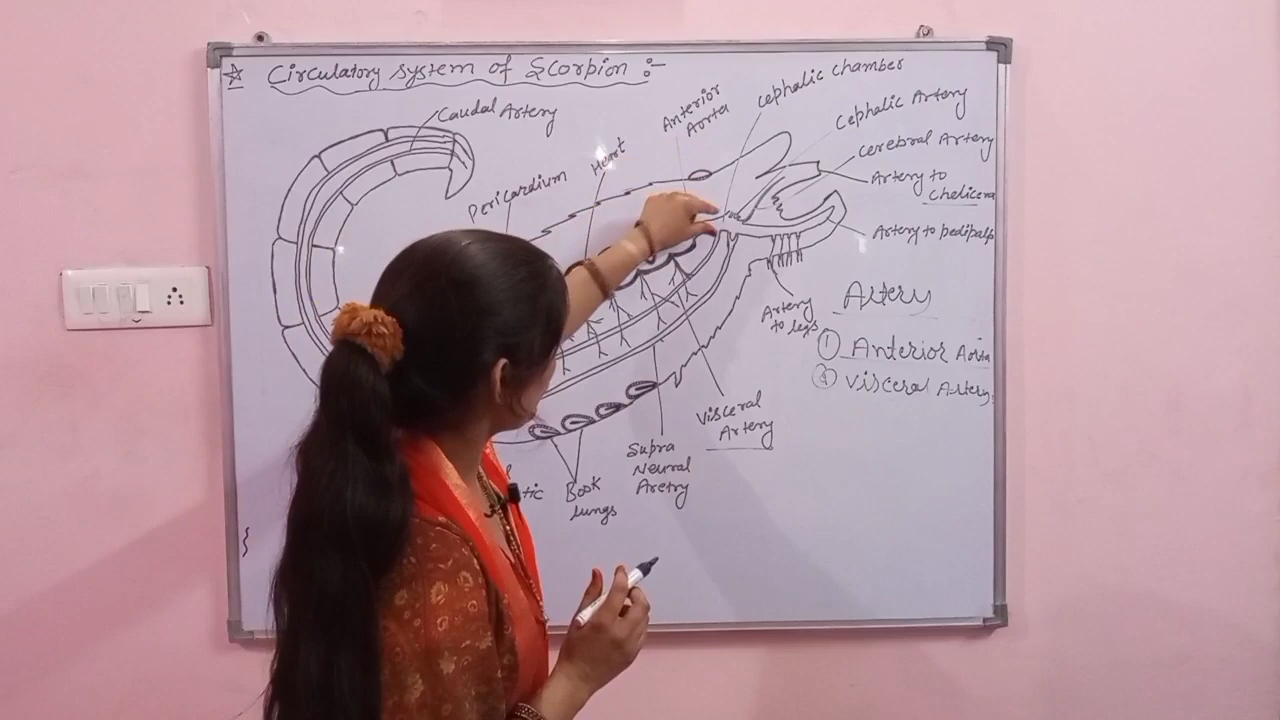 ☆ Circulatory system of Scorpion :-
Caudal Artery
Pericardium
Heart
Anterior
Aorta
Cephalic chamber
Cephalic Artery
Cerebral Artery
Artery to
chelicera
Artery to pedipalp
Artery
to legs
Artery
① Anterior Aorta
② Visceral Artery
Visceral
Artery
Supra
Neural
Aretry
Book
lungs
tic
}